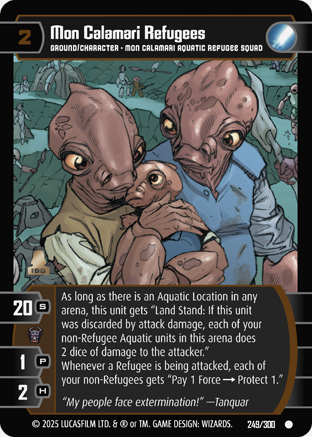 2
Mon Calamari Refugees
GROUND/CHARACTER • MON CALAMARI AQUATIC REFUGEE SQUAD
IDG
20 S
1 P
2 H
As long as there is an Aquatic Location in any
arena, this unit gets “Land Stand: If this unit
was discarded by attack damage, each of your
non-Refugee Aquatic units in this arena does
2 dice of damage to the attacker.”
Whenever a Refugee is being attacked, each of
your non-Refugees gets “Pay 1 Force → Protect 1.”
“My people face extermination!” —Tanquar
© 2025 LUCASFILM LTD. & ® or TM. GAME DESIGN: WIZARDS.
249/300